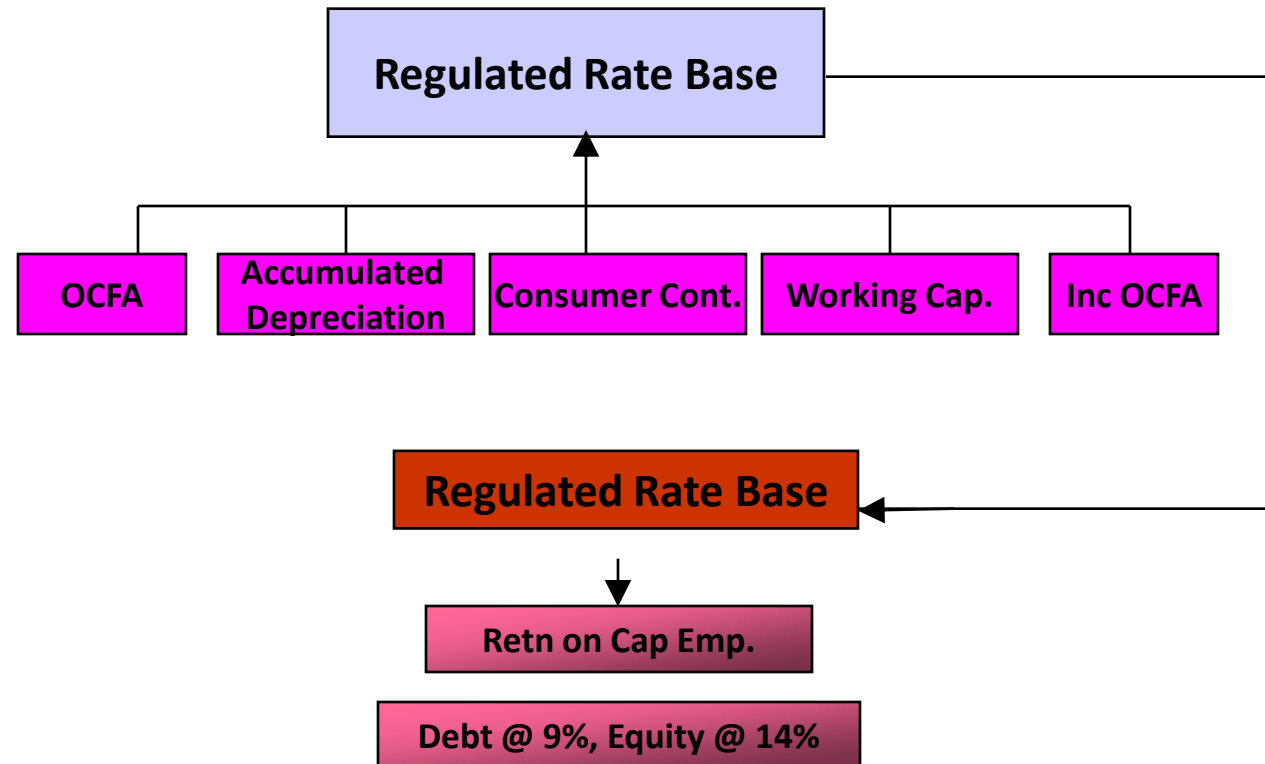 Regulated Rate Base
OCFA
Accumulated
Depreciation
Consumer Cont.
Working Cap.
Inc OCFA
Regulated Rate Base
Retn on Cap Emp.
Debt @ 9%, Equity @ 14%